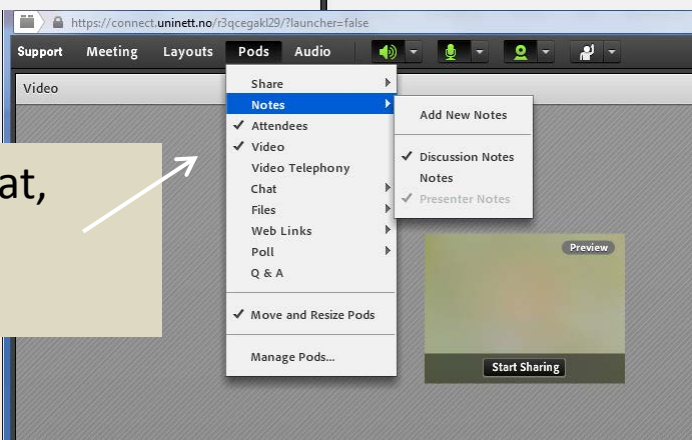 https://connect.uninett.no/r3qcegakl29/?launcher=false
Support Meeting Layouts Pods Audio
Video
at,
Share
Notes
Attendees
Video
Video Telephony
Chat
Files
Web Links
Poll
Q & A
Move and Resize Pods
Manage Pods...
Add New Notes
Discussion Notes
Notes
Presenter Notes
Preview
Start Sharing